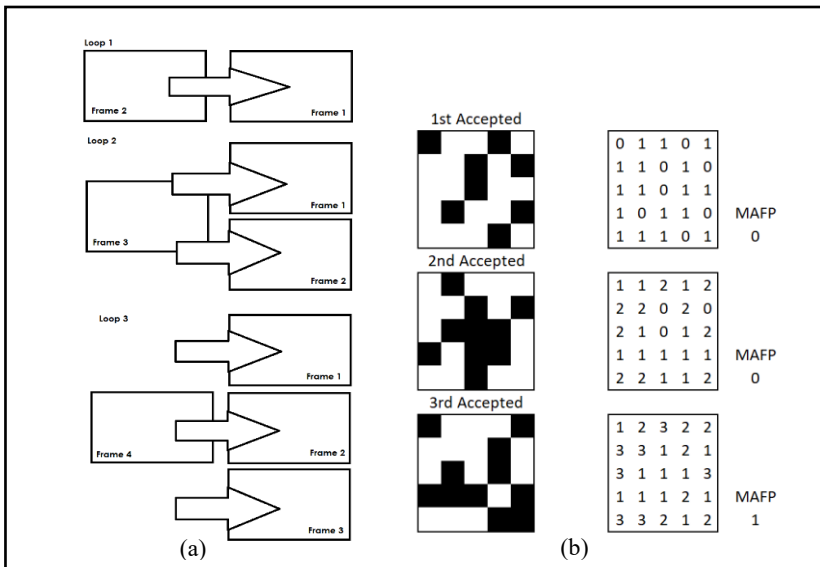 Loop 1
Frame 2
Frame 1
Loop 2
Frame 1
Frame 3
Frame 2
Loop 3
Frame 1
Frame 4
Frame 2
Frame 3
(a)
1st Accepted
0 1 1 0 1
1 1 0 1 0
1 1 0 1 1
1 0 1 1 0
1 1 1 0 1
MAFP
0
2nd Accepted
1 1 2 1 2
2 2 0 2 0
2 1 0 1 2
1 1 1 1 1
2 2 1 1 2
MAFP
0
3rd Accepted
1 2 3 2 2
3 3 1 2 1
3 1 1 1 3
1 1 1 2 1
3 3 2 1 2
MAFP
1
(b)